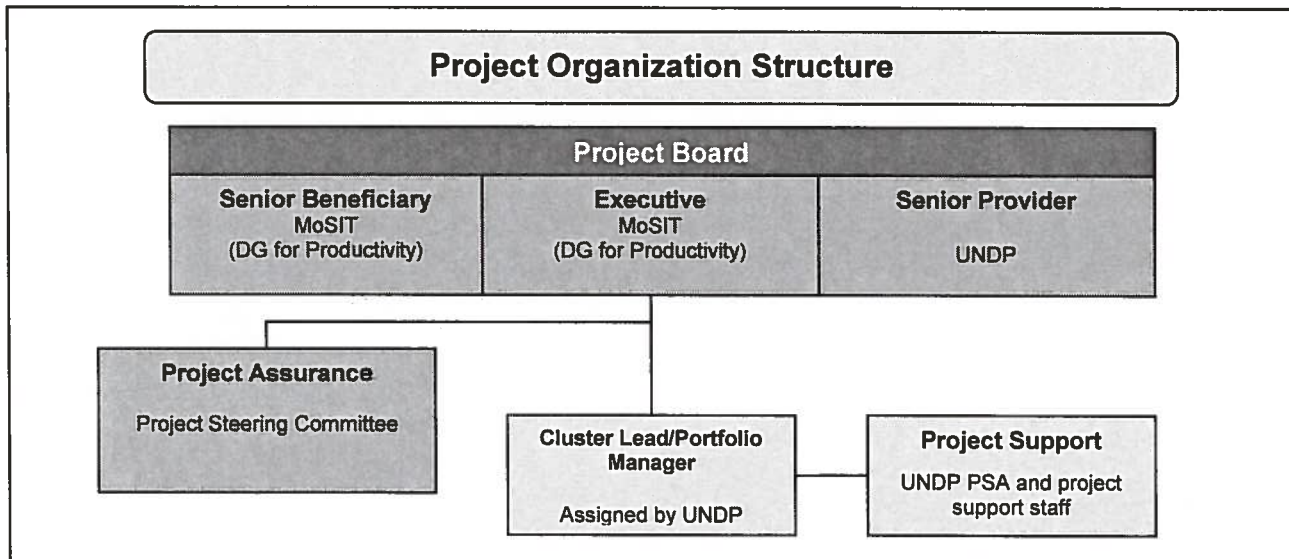 Project Organization Structure
Project Board
Senior Beneficiary
MoSIT
(DG for Productivity)
Executive
MoSIT
(DG for Productivity)
Senior Provider
UNDP
Project Assurance
Project Steering Committee
Cluster Lead/Portfolio
Manager
Assigned by UNDP
Project Support
UNDP PSA and project
support staff